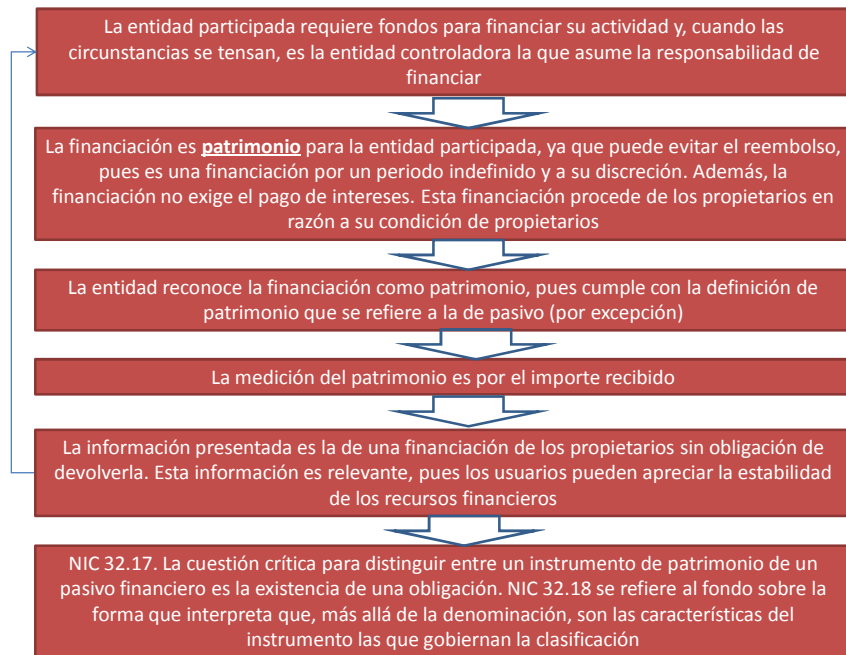 La entidad participada requiere fondos para financiar su actividad y, cuando las
circunstancias se tensan, es la entidad controladora la que asume la responsabilidad de
financiar
La financiación es patrimonio para la entidad participada, ya que puede evitar el reembolso,
pues es una financiación por un periodo indefinido y a su discreción. Además, la
financiación no exige el pago de intereses. Esta financiación procede de los propietarios en
razón a su condición de propietarios
La entidad reconoce la financiación como patrimonio, pues cumple con la definición de
patrimonio que se refiere a la de pasivo (por excepción)
La medición del patrimonio es por el importe recibido
La información presentada es la de una financiación de los propietarios sin obligación de
devolverla. Esta información es relevante, pues los usuarios pueden apreciar la estabilidad
de los recursos financieros
NIC 32.17. La cuestión crítica para distinguir entre un instrumento de patrimonio de un
pasivo financiero es la existencia de una obligación. NIC 32.18 se refiere al fondo sobre la
forma que interpreta que, más allá de la denominación, son las características del
instrumento las que gobiernan la clasificación